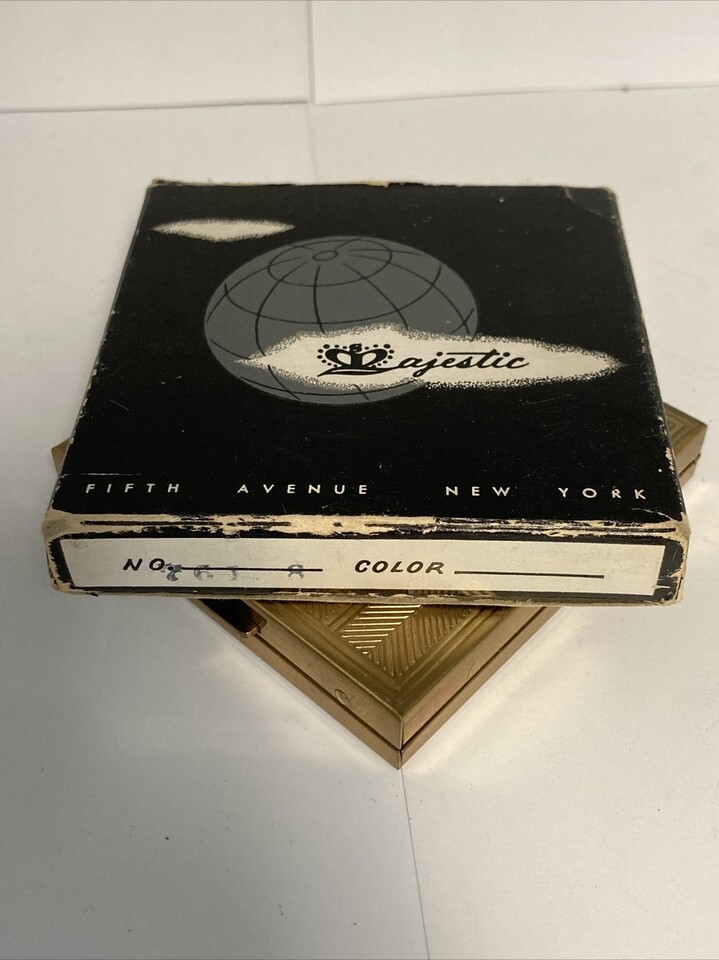 Majestic
FIFTH AVENUE NEW YORK
NO. COLOR